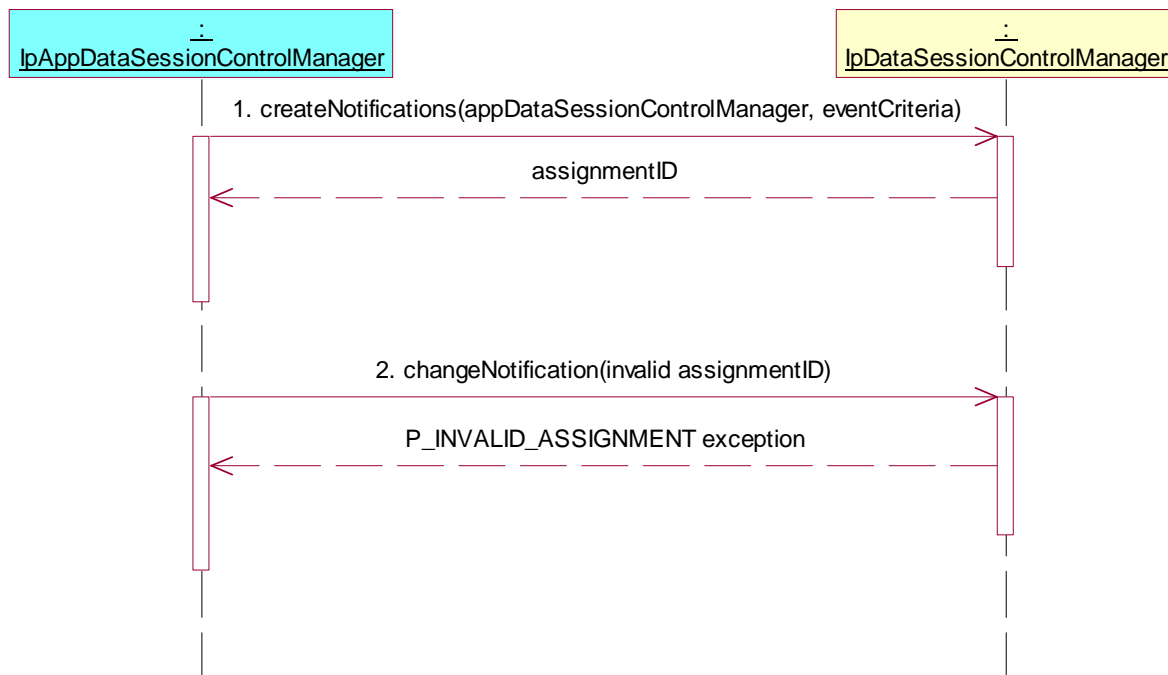 :
IpAppDataSessionControlManager
:
IpDataSessionControlManager
1. createNotifications(appDataSessionControlManager, eventCriteria)
assignmentID
2. changeNotification(invalid assignmentID)
P_INVALID_ASSIGNMENT exception